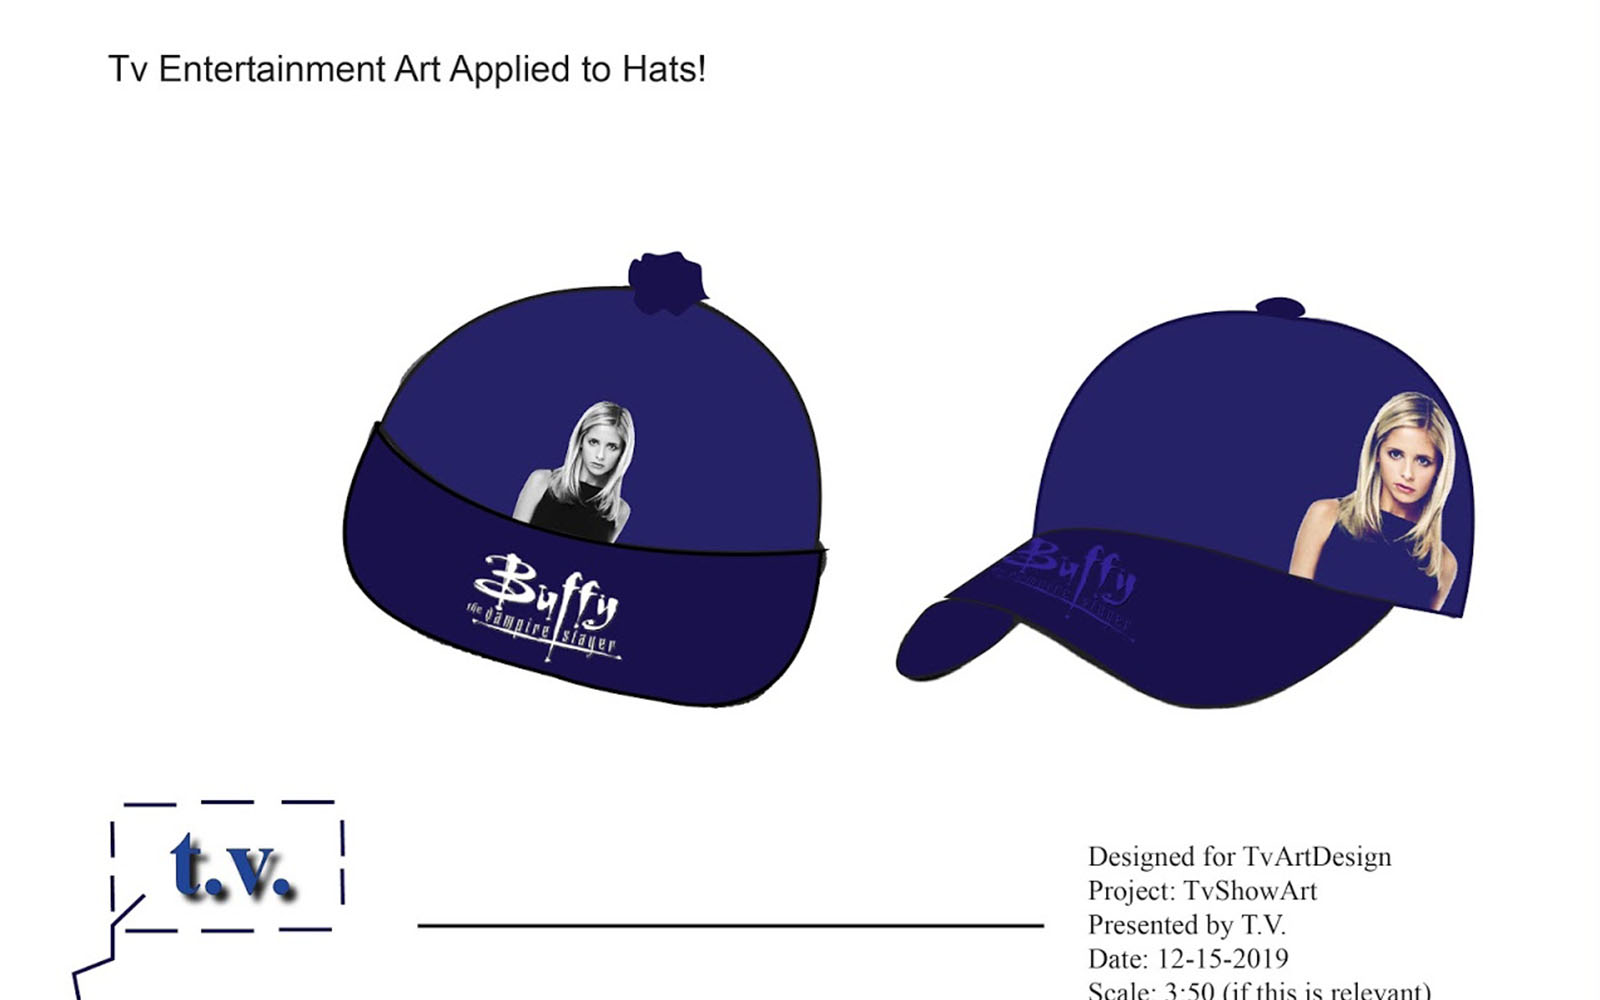 Tv Entertainment Art Applied to Hats!
Buffy
the vampire slayer
Buffy
the vampire slayer
t.v.
Designed for TvArtDesign
Project: TvShowArt
Presented by T.V.
Date: 12-15-2019
Scale: 3:50 (if this is relevant)